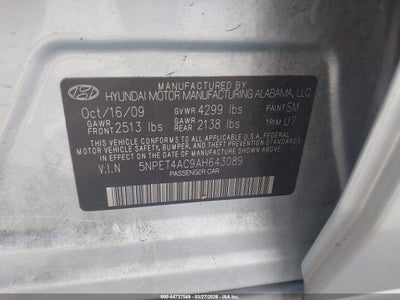 HYUNDAI MOTOR MANUFACTURING ALABAMA, LLC
Oct/16/09 GVWR 4299 lbs PAINT SM
GAWR FRONT 2513 lbs GAWR REAR 2138 lbs TRIM U7
THIS VEHICLE CONFORMS TO ALL APPLICABLE U.S.A. FEDERAL
MOTOR VEHICLE SAFETY, BUMPER, AND THEFT PREVENTION
STANDARDS IN EFFECT ON THE DATE OF MANUFACTURE SHOWN ABOVE.
V.I.N 5NPET4AC9AH643089
PASSENGER CAR